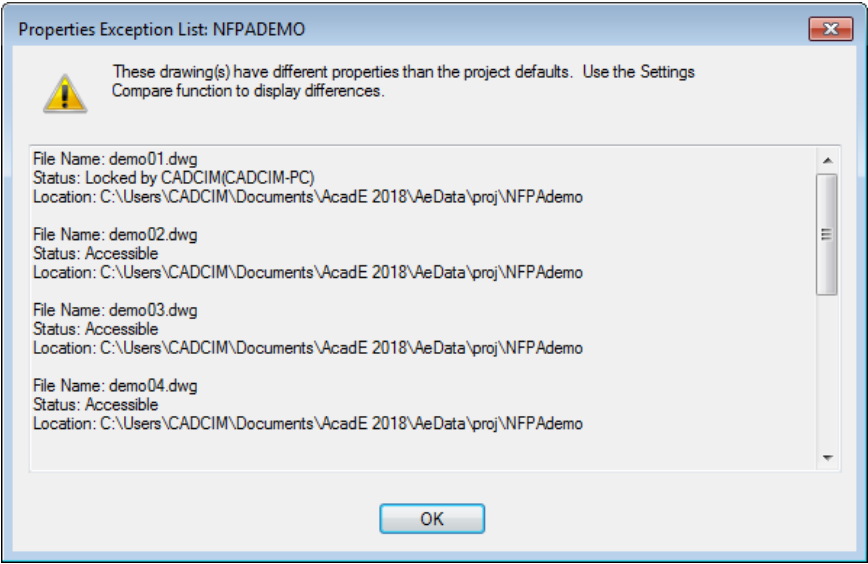 Properties Exception List: NFPADEMO
These drawing(s) have different properties than the project defaults.  Use the Settings
Compare function to display differences.
File Name: demo01.dwg
Status: Locked by CADCIM(CADCIM-PC)
Location: C:\Users\CADCIM\Documents\AcadE 2018\AeData\proj\NFPAdemo
File Name: demo02.dwg
Status: Accessible
Location: C:\Users\CADCIM\Documents\AcadE 2018\AeData\proj\NFPAdemo
File Name: demo03.dwg
Status: Accessible
Location: C:\Users\CADCIM\Documents\AcadE 2018\AeData\proj\NFPAdemo
File Name: demo04.dwg
Status: Accessible
Location: C:\Users\CADCIM\Documents\AcadE 2018\AeData\proj\NFPAdemo
OK